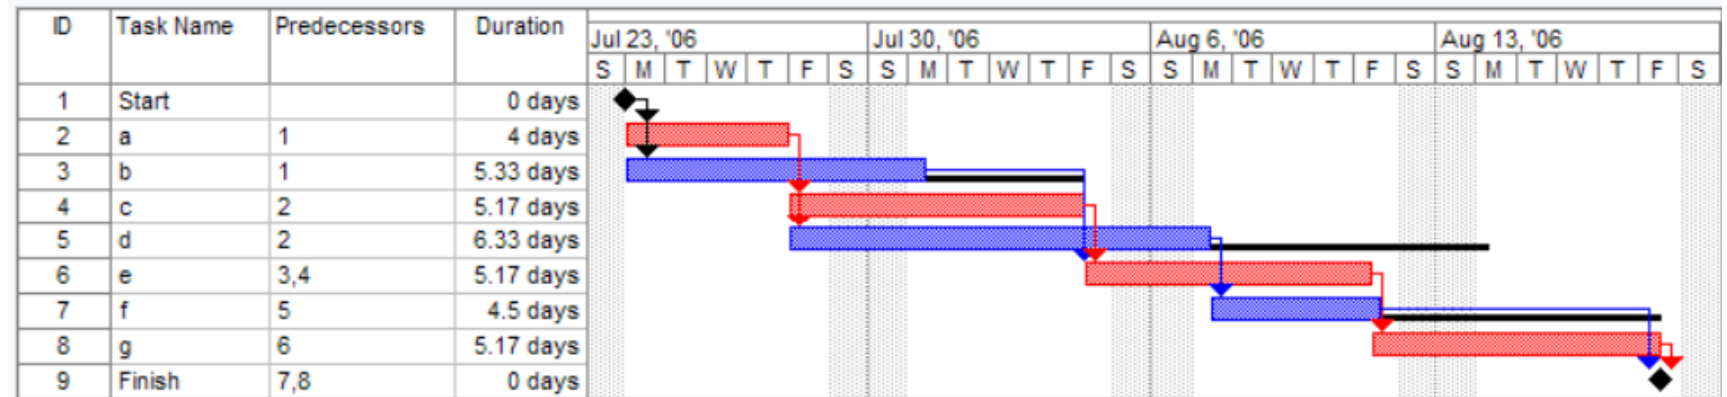 ID Task Name Predecessors Duration
Jul 23, '06 Jul 30, '06 Aug 6, '06 Aug 13, '06
S M T W T F S S M T W T F S S M T W T F S S M T W T F S
1 Start 0 days
2 a 1 4 days
3 b 1 5.33 days
4 c 2 5.17 days
5 d 2 6.33 days
6 e 3,4 5.17 days
7 f 5 4.5 days
8 g 6 5.17 days
9 Finish 7,8 0 days